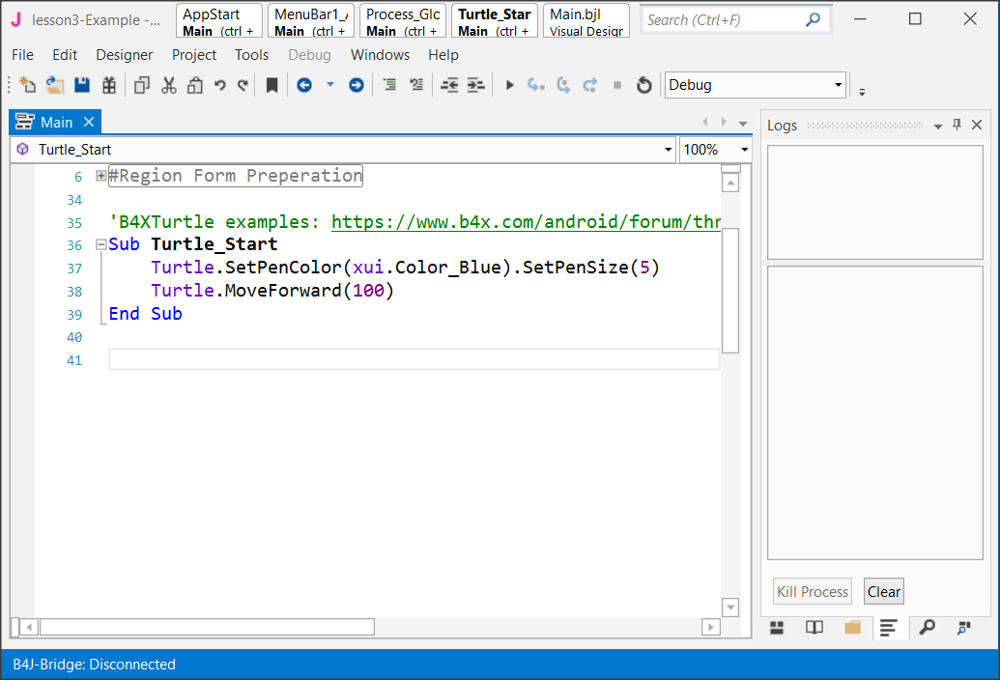 J lesson3-Example -...
AppStart
Main (ctrl +
MenuBar1_
Main (ctrl +
Process_Glo
Main (ctrl +
Turtle_Star
Main (ctrl +
Main.bjl
Visual Design
Search (Ctrl+F)
File Edit Designer Project Tools Debug Windows Help
Debug
Main
Logs
Turtle_Start 100%
6 #Region Form Preperation
34
35 'B4XTurtle examples: https://www.b4x.com/android/forum/thr
36 Sub Turtle_Start
37 Turtle.SetPenColor(xui.Color_Blue).SetPenSize(5)
38 Turtle.MoveForward(100)
39 End Sub
40
41
Kill Process Clear
B4J-Bridge: Disconnected